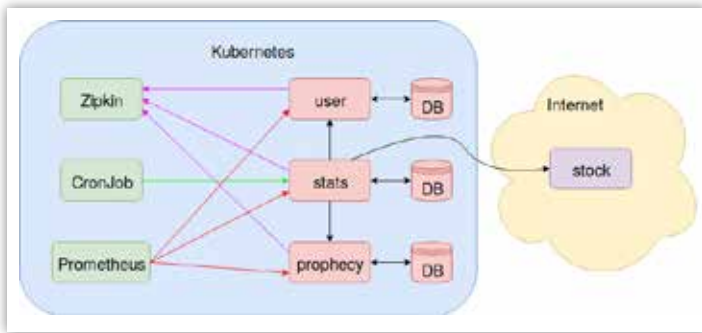 Kubernetes
Zipkin
user
DB
Internet
CronJob
stats
DB
stock
Prometheus
prophecy
DB